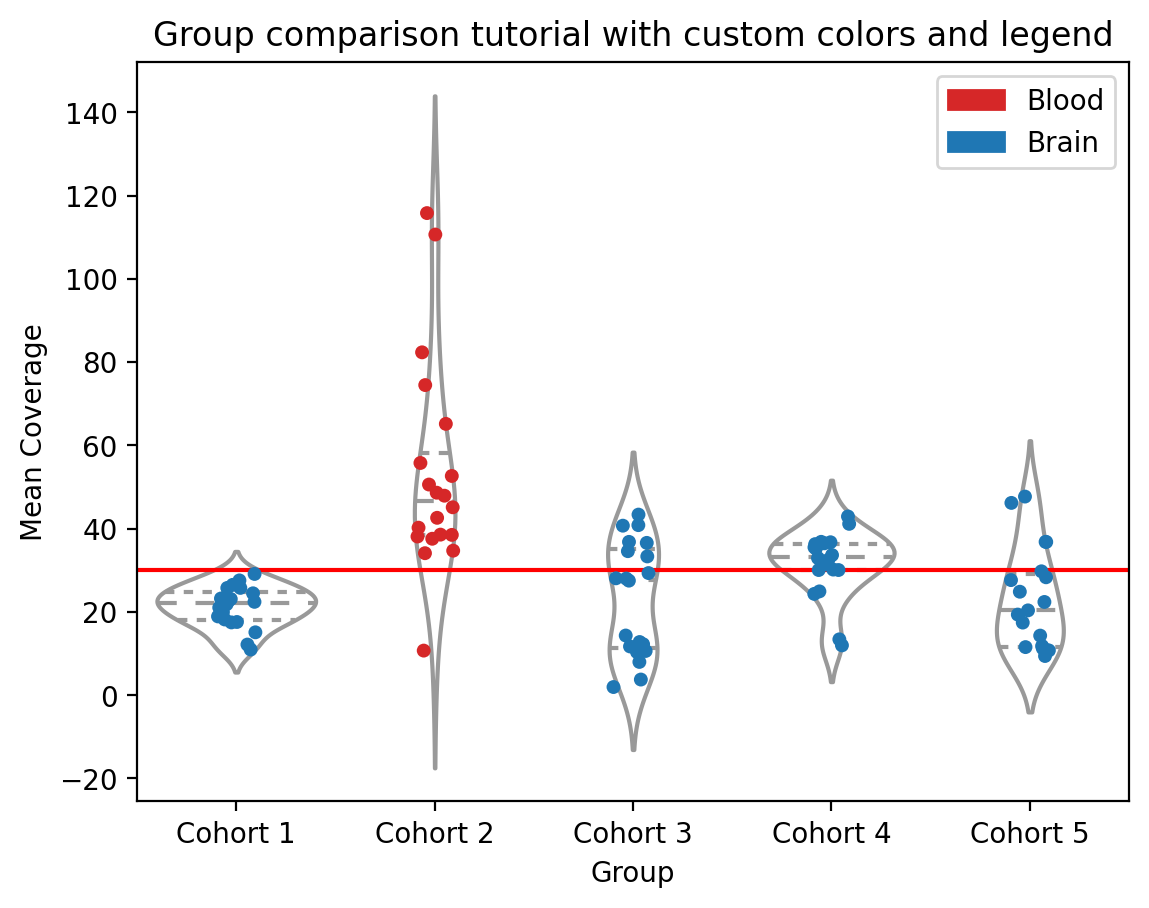 Group comparison tutorial with custom colors and legend
Blood
Brain
140
120
100
80
60
40
20
0
−20
Mean Coverage
Cohort 1
Cohort 2
Cohort 3
Cohort 4
Cohort 5
Group